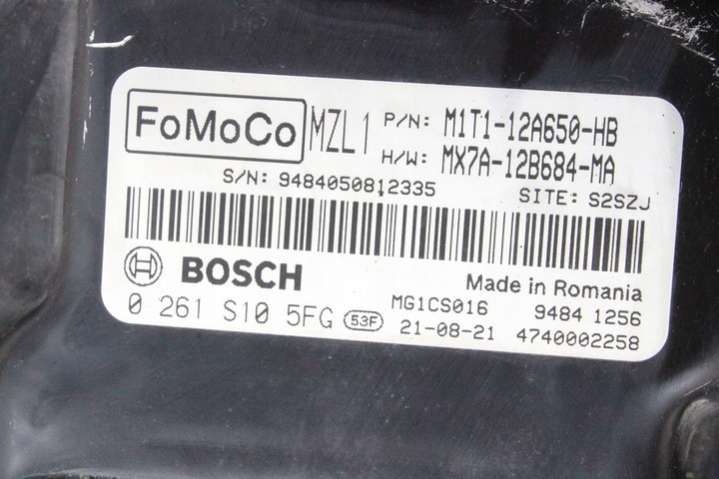 FoMoCo MZL1 P/N: M1T1-12A650-HB
H/W: MX7A-12B684-MA
S/N: 9484050812335 SITE: S2SZJ
BOSCH Made in Romania
MG1CS016 9484 1256
0 261 S10 5FG 53F 21-08-21 4740002258